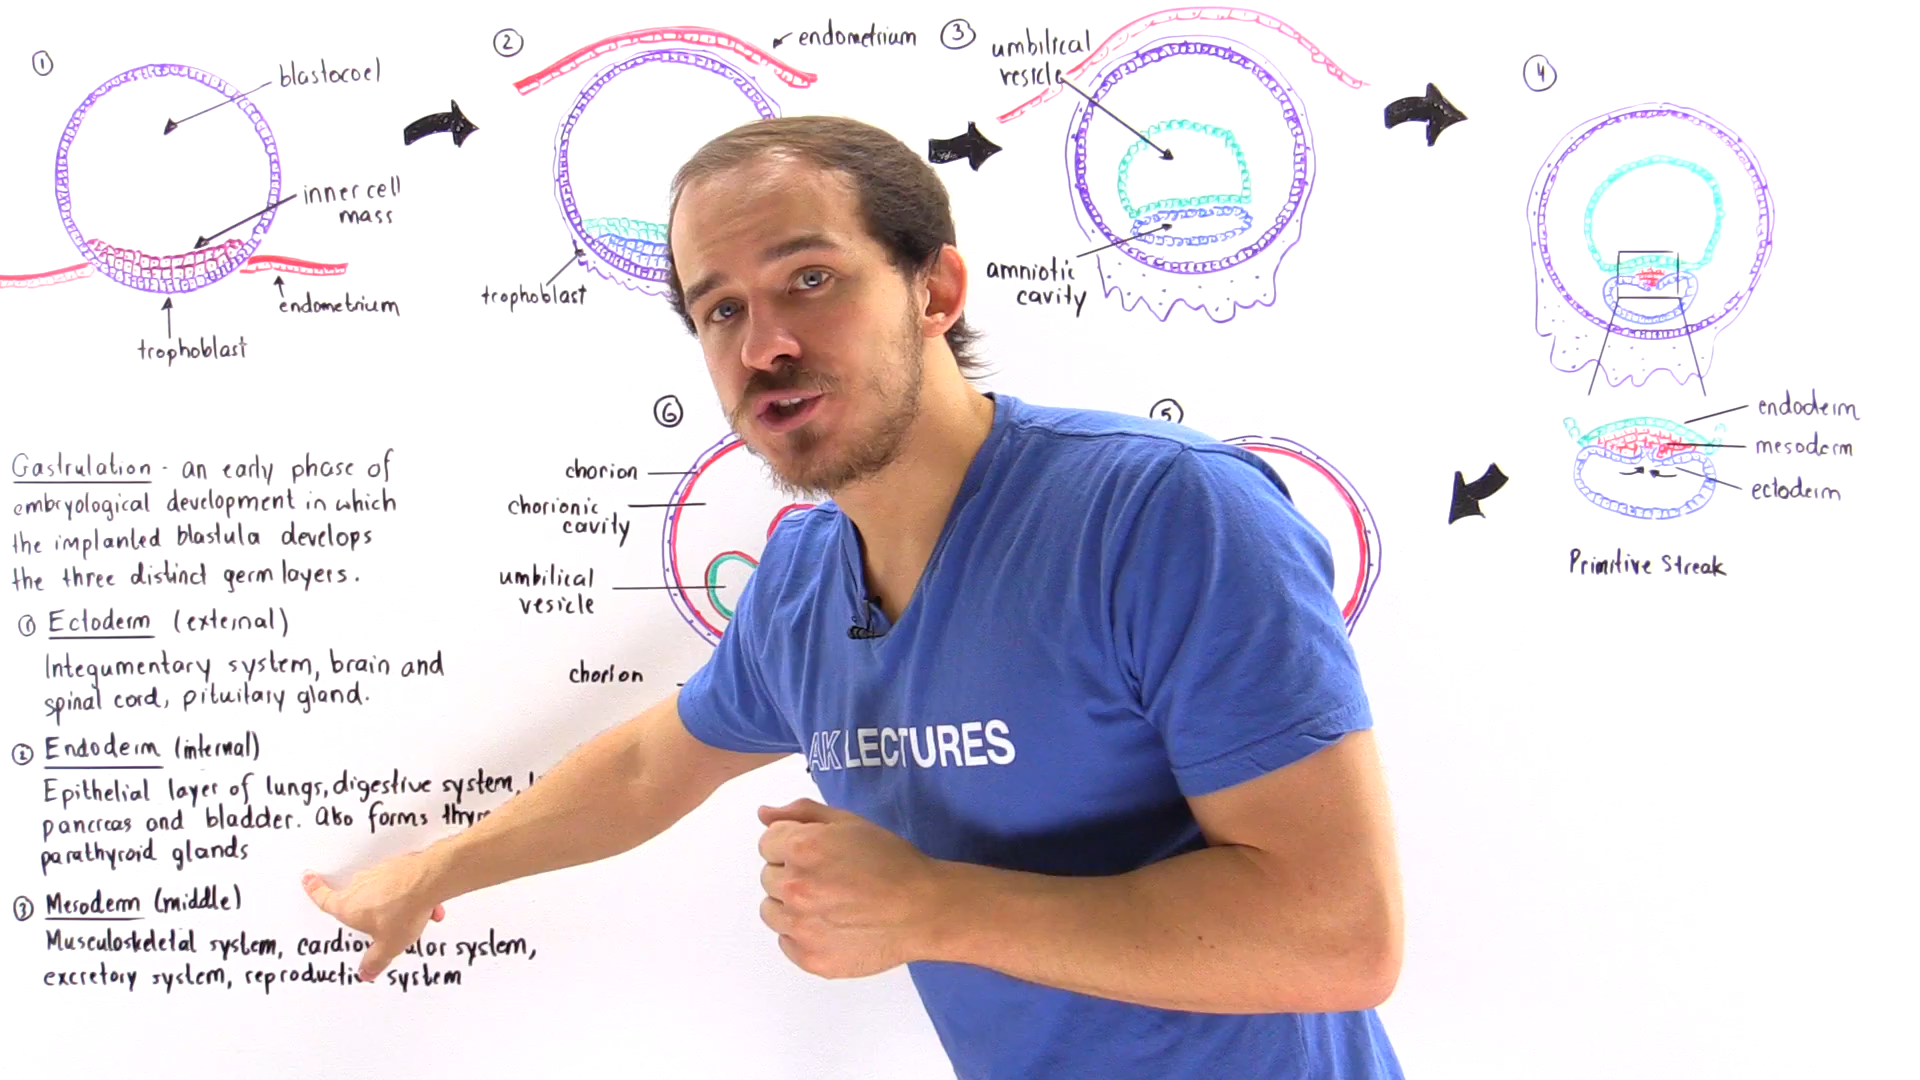 ①
blastocoel
inner cell
mass
endometrium
trophoblast
②
endometrium
trophoblast
③
umbilical
vesicle
amniotic
cavity
④
endoderm
mesoderm
ectoderm
Primitive Streak
⑤
⑥
chorion
chorionic
cavity
umbilical
vesicle
chorion
Gastrulation - an early phase of
embryological development in which
the implanted blastula develops
the three distinct germ layers.
① Ectoderm (external)
Integumentary system, brain and
spinal cord, pituitary gland.
② Endoderm (internal)
Epithelial layer of lungs, digestive system,
pancreas and bladder. Also forms
parathyroid glands
③ Mesoderm (middle)
Musculoskeletal system, system,
excretory system, reproductive system
AK LECTURES